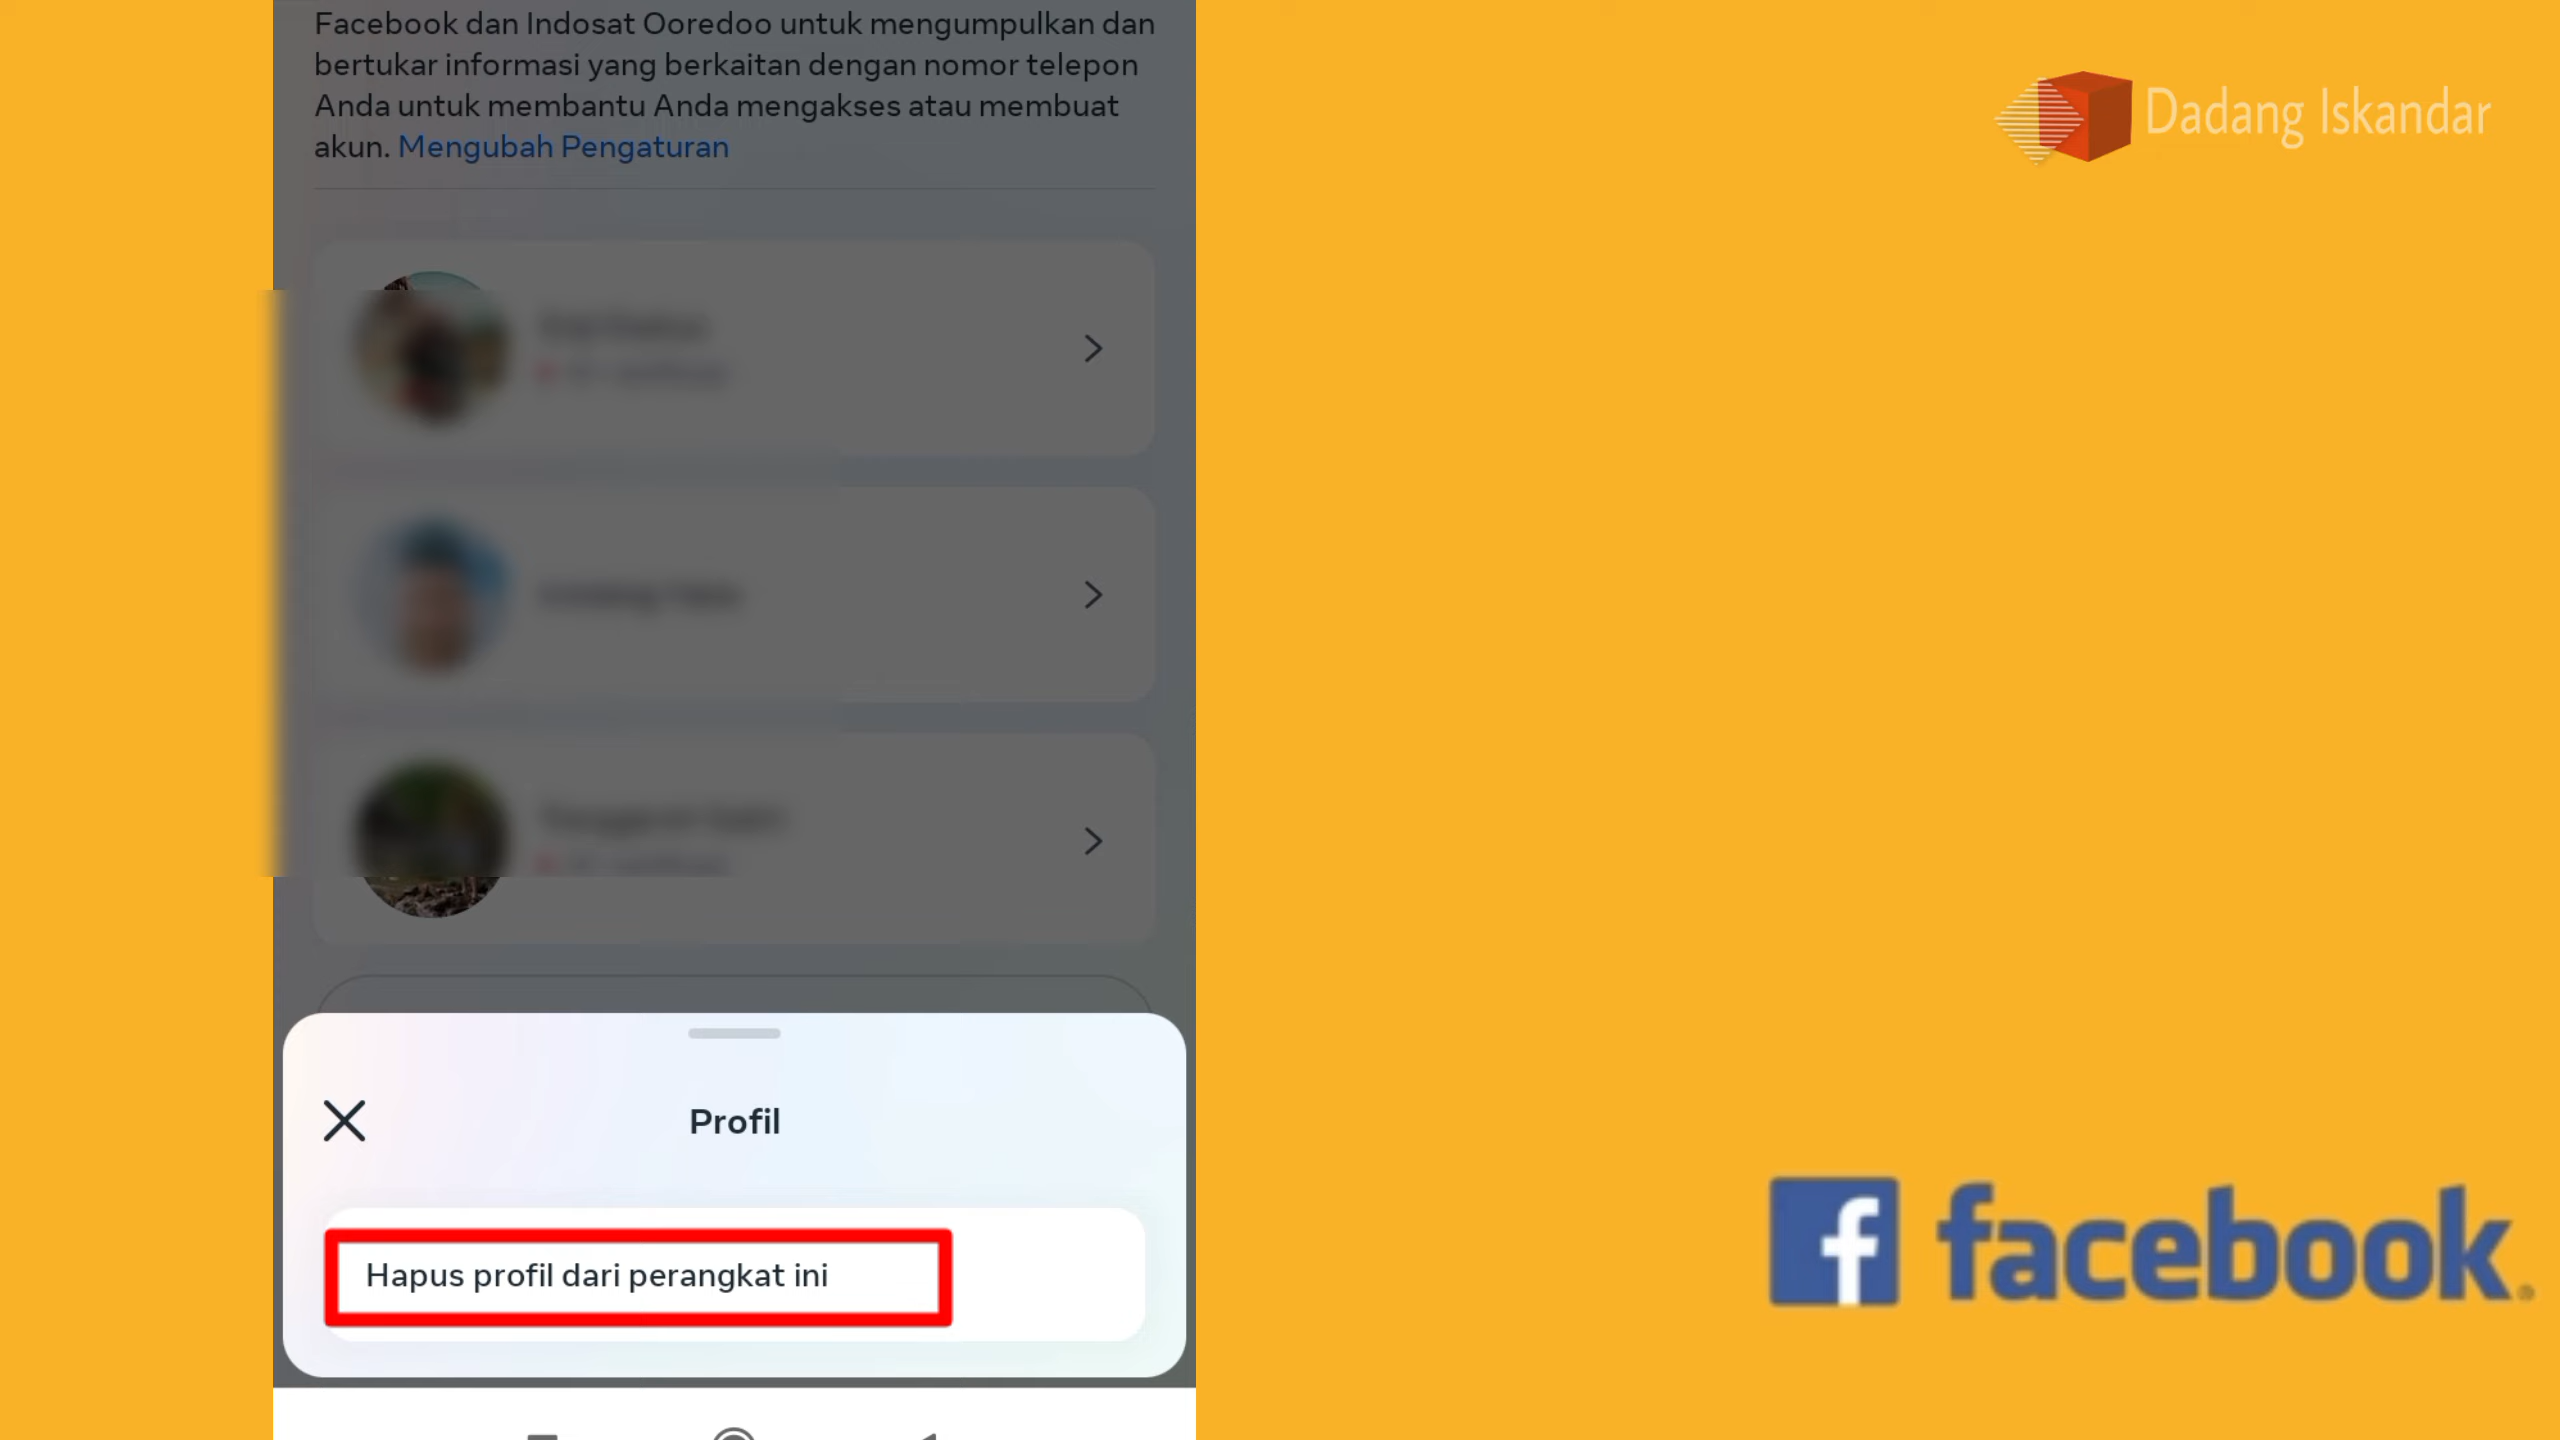 Facebook dan Indosat Ooredoo untuk mengumpulkan dan
bertukar informasi yang berkaitan dengan nomor telepon
Anda untuk membantu Anda mengakses atau membuat
akun. Mengubah Pengaturan
Dadang Iskandar
Profil
Hapus profil dari perangkat ini
f facebook.